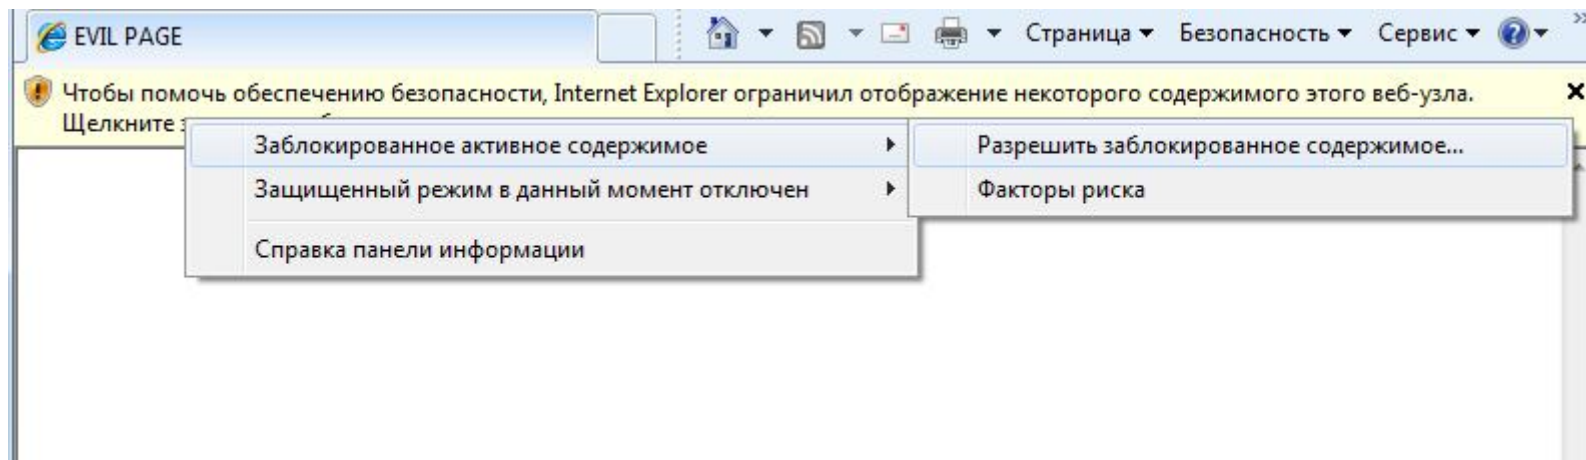 EVIL PAGE
Страница Безопасность Сервис
Чтобы помочь обеспечению безопасности, Internet Explorer ограничил отображение некоторого содержимого этого веб-узла.
Щелкните
Заблокированное активное содержимое
Разрешить заблокированное содержимое...
Защищенный режим в данный момент отключен
Факторы риска
Справка панели информации